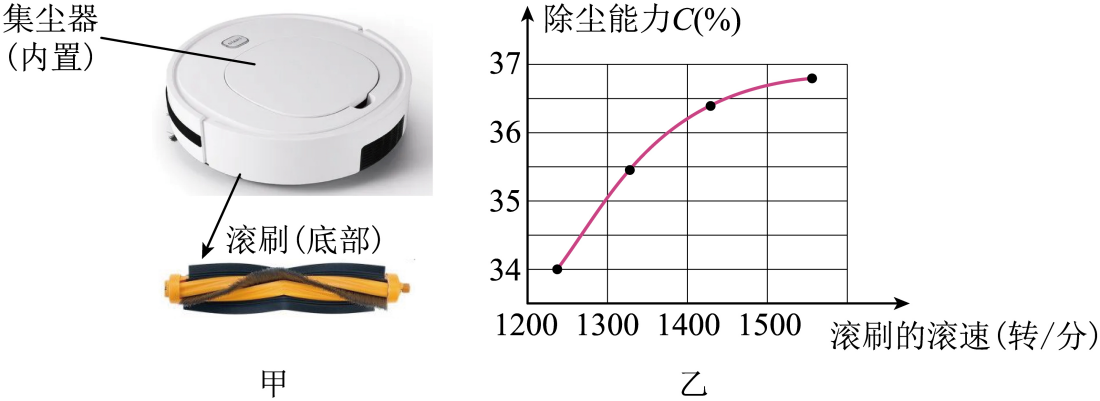 集尘器
(内置)
滚刷(底部)
甲
除尘能力C(%)
37
36
35
34
1200 1300 1400 1500
滚刷的滚速(转/分)
乙